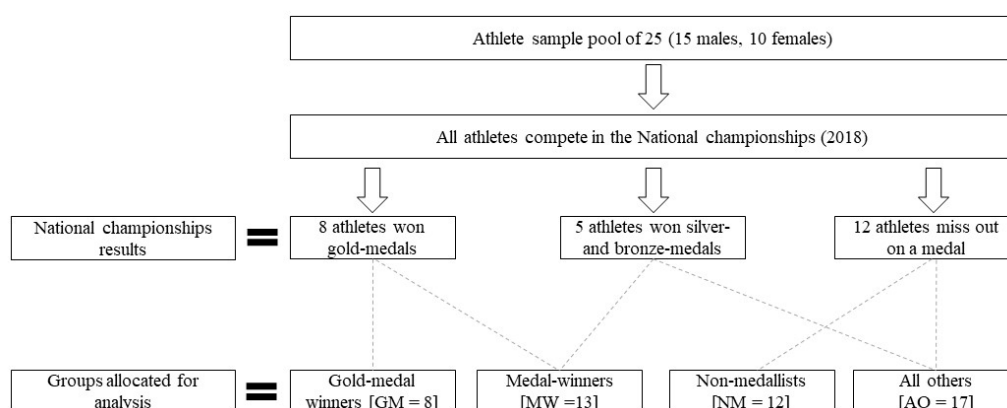 Athlete sample pool of 25 (15 males, 10 females)
All athletes compete in the National championships (2018)
National championships
results
=
8 athletes won
gold-medals
5 athletes won silver-
and bronze-medals
12 athletes miss out
on a medal
Groups allocated for
analysis
=
Gold-medal
winners [GM = 8]
Medal-winners
[MW =13]
Non-medallists
[NM = 12]
All others
[AO = 17]